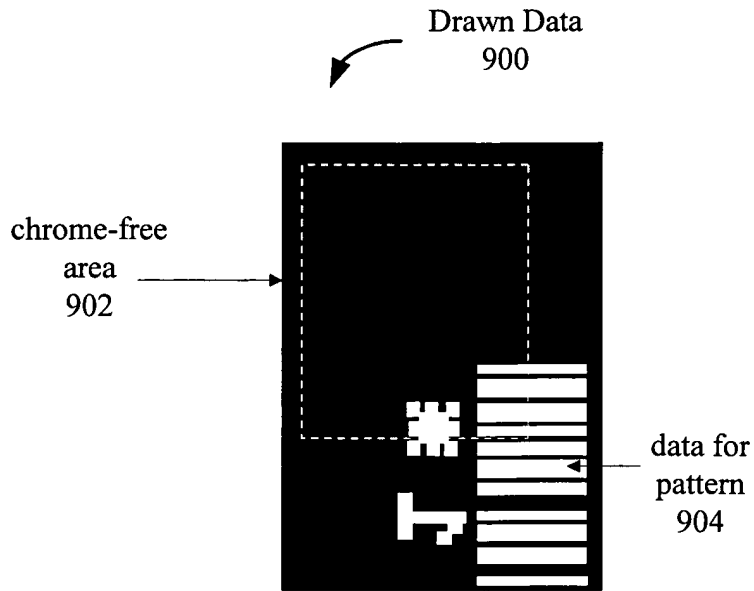 Drawn Data
900
chrome-free
area
902
data for
pattern
904